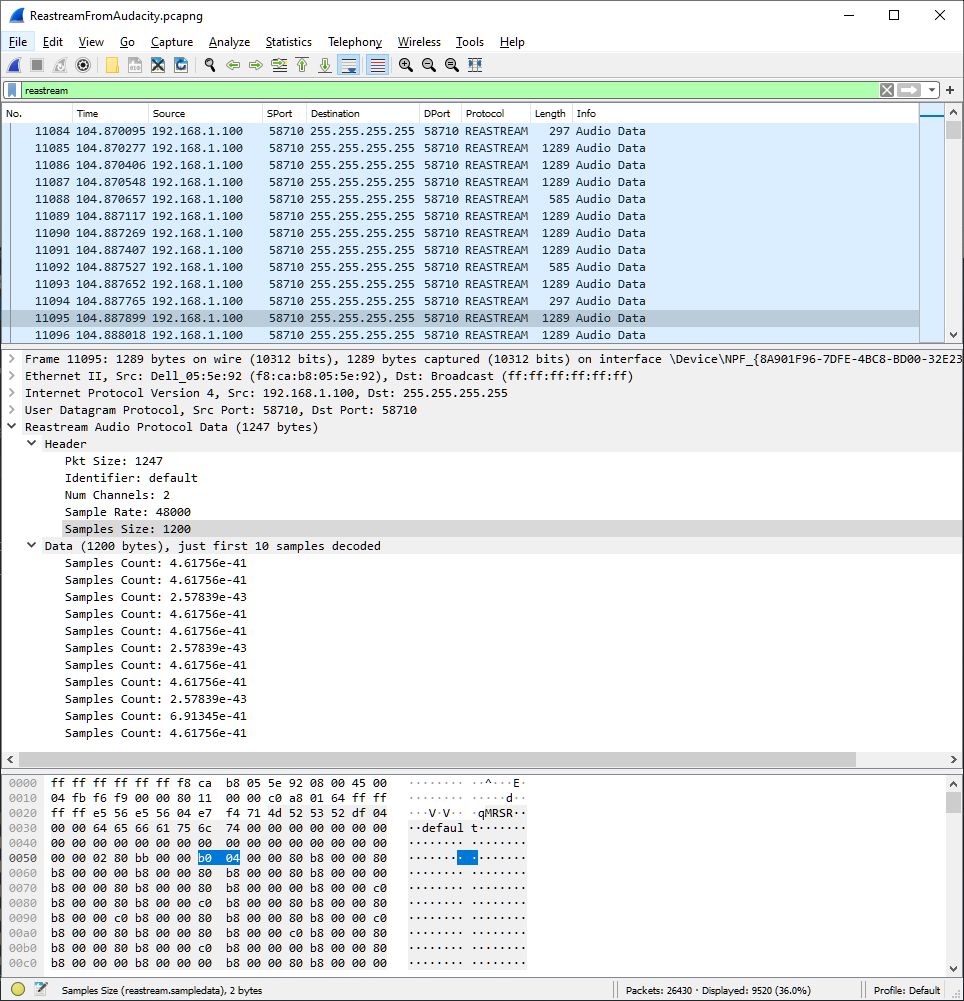 ReastreamFromAudacity.pcapng
File Edit View Go Capture Analyze Statistics Telephony Wireless Tools Help
reastream
No. Time Source SPort Destination DPort Protocol Length Info
11084 104.870095 192.168.1.100 58710 255.255.255.255 58710 REASTREAM 297 Audio Data
11085 104.870277 192.168.1.100 58710 255.255.255.255 58710 REASTREAM 1289 Audio Data
11086 104.870406 192.168.1.100 58710 255.255.255.255 58710 REASTREAM 1289 Audio Data
11087 104.870548 192.168.1.100 58710 255.255.255.255 58710 REASTREAM 1289 Audio Data
11088 104.870657 192.168.1.100 58710 255.255.255.255 58710 REASTREAM 585 Audio Data
11089 104.887117 192.168.1.100 58710 255.255.255.255 58710 REASTREAM 1289 Audio Data
11090 104.887269 192.168.1.100 58710 255.255.255.255 58710 REASTREAM 1289 Audio Data
11091 104.887407 192.168.1.100 58710 255.255.255.255 58710 REASTREAM 1289 Audio Data
11092 104.887527 192.168.1.100 58710 255.255.255.255 58710 REASTREAM 585 Audio Data
11093 104.887652 192.168.1.100 58710 255.255.255.255 58710 REASTREAM 1289 Audio Data
11094 104.887765 192.168.1.100 58710 255.255.255.255 58710 REASTREAM 297 Audio Data
11095 104.887899 192.168.1.100 58710 255.255.255.255 58710 REASTREAM 1289 Audio Data
11096 104.888018 192.168.1.100 58710 255.255.255.255 58710 REASTREAM 1289 Audio Data
Frame 11095: 1289 bytes on wire (10312 bits), 1289 bytes captured (10312 bits) on interface \Device\NPF_{8A901F96-7DFE-4BC8-BD00-32E23
Ethernet II, Src: Dell_05:5e:92 (f8:ca:b8:05:5e:92), Dst: Broadcast (ff:ff:ff:ff:ff:ff)
Internet Protocol Version 4, Src: 192.168.1.100, Dst: 255.255.255.255
User Datagram Protocol, Src Port: 58710, Dst Port: 58710
Reastream Audio Protocol Data (1247 bytes)
Header
Pkt Size: 1247
Identifier: default
Num Channels: 2
Sample Rate: 48000
Samples Size: 1200
Data (1200 bytes), just first 10 samples decoded
Samples Count: 4.61756e-41
Samples Count: 4.61756e-41
Samples Count: 2.57839e-43
Samples Count: 4.61756e-41
Samples Count: 4.61756e-41
Samples Count: 2.57839e-43
Samples Count: 4.61756e-41
Samples Count: 4.61756e-41
Samples Count: 2.57839e-43
Samples Count: 6.91345e-41
Samples Count: 4.61756e-41
0000 ff ff ff ff ff ff f8 ca b8 05 5e 92 08 00 45 00 ········ ··^···E·
0010 04 fb f6 f9 00 00 80 11 00 00 c0 a8 01 64 ff ff ········ ·····d··
0020 ff ff e5 56 e5 56 04 e7 f4 71 4d 52 53 52 df 04 ···V·V·· ·qMRSR··
0030 00 00 64 65 66 61 75 6c 74 00 00 00 00 00 00 00 ··defaul t·······
0040 00 00 00 00 00 00 00 00 00 00 00 00 00 00 00 00 ········ ········
0050 00 00 02 80 bb 00 00 b0 04 00 00 80 b8 00 00 80 ········ ········
0060 b8 00 00 00 b8 00 00 80 b8 00 00 80 b8 00 00 00 ········ ········
0070 b8 00 00 80 b8 00 00 80 b8 00 00 00 b8 00 00 c0 ········ ········
0080 b8 00 00 80 b8 00 00 c0 b8 00 00 80 b8 00 00 80 ········ ········
0090 b8 00 00 c0 b8 00 00 80 b8 00 00 80 b8 00 00 c0 ········ ········
00a0 b8 00 00 80 b8 00 00 80 b8 00 00 c0 b8 00 00 80 ········ ········
00b0 b8 00 00 80 b8 00 00 c0 b8 00 00 80 b8 00 00 80 ········ ········
00c0 b8 00 00 00 b8 00 00 00 b8 00 00 80 b8 00 00 00 ········ ········
Samples Size (reastream.sampledata), 2 bytes Packets: 26430 · Displayed: 9520 (36.0%) Profile: Default